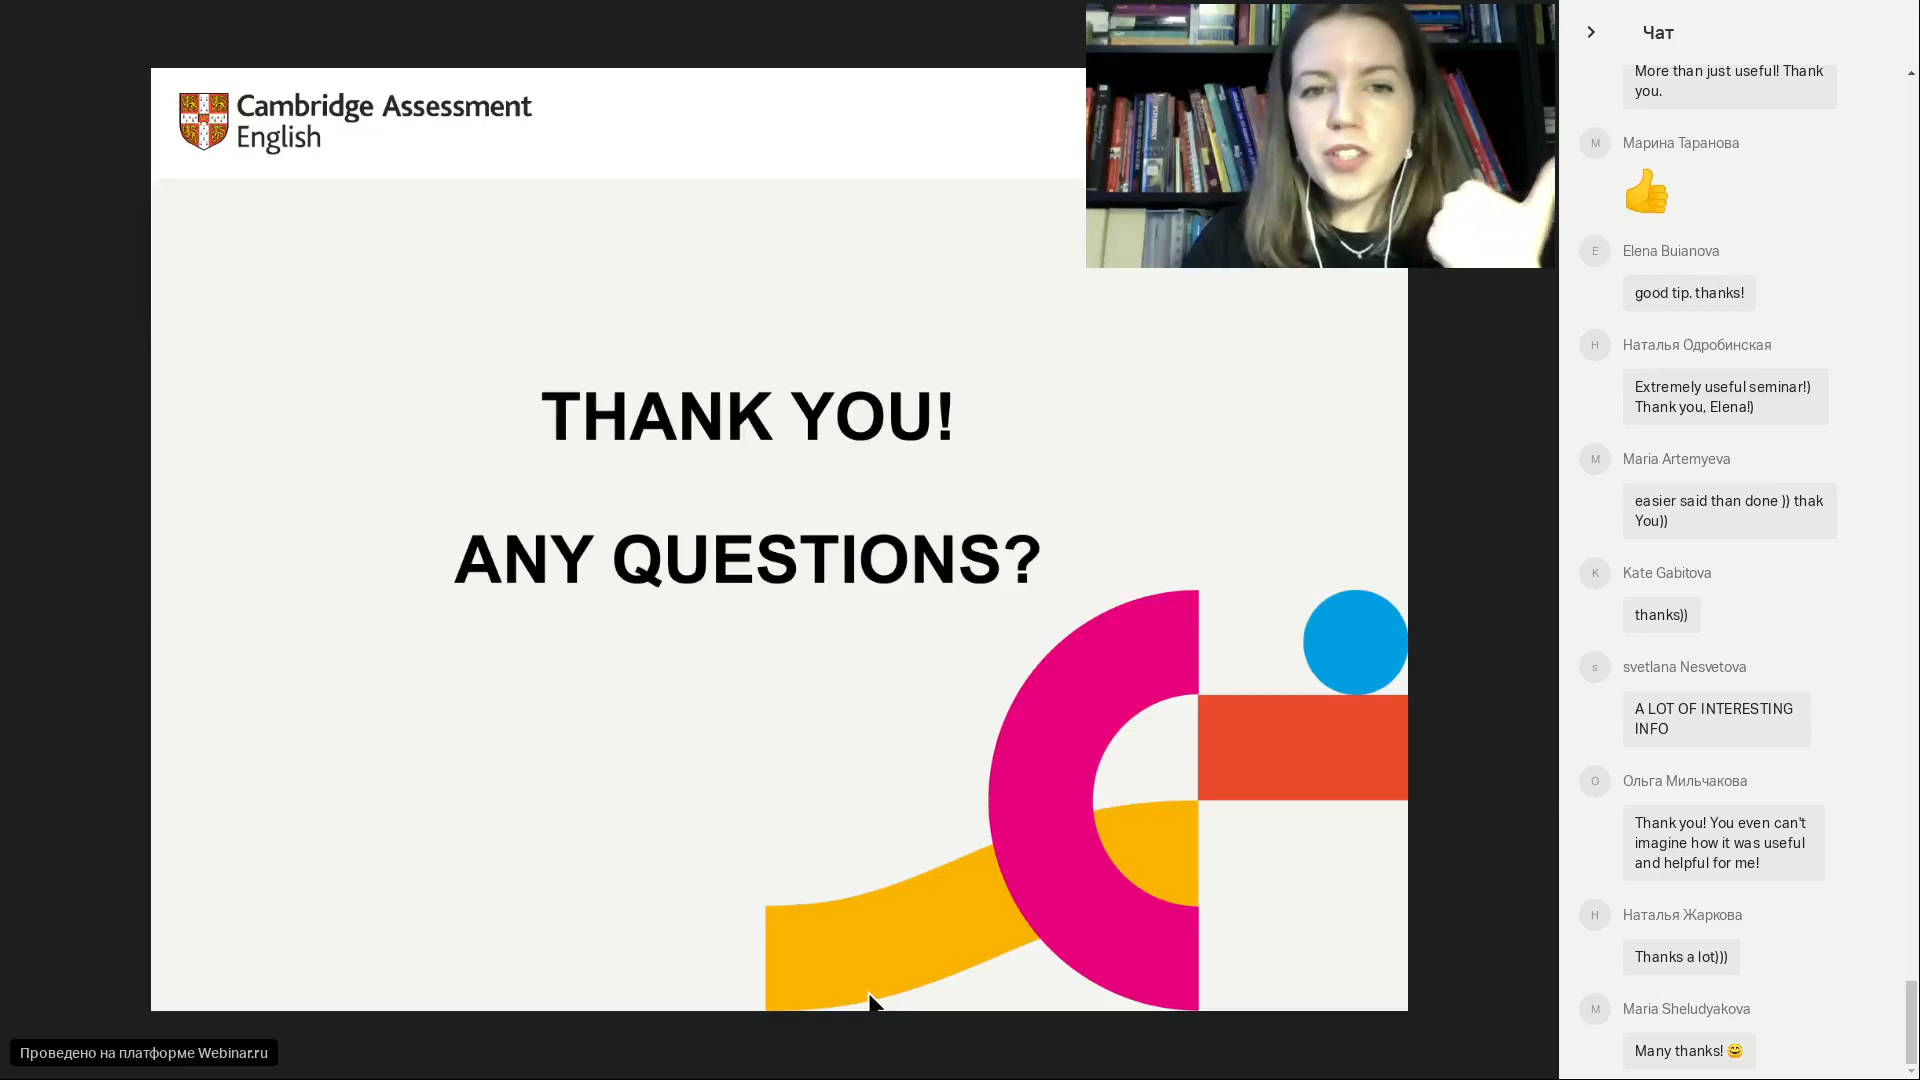 Cambridge Assessment
English
THANK YOU!
ANY QUESTIONS?
Проведено на платформе Webinar.ru
Чат
More than just useful! Thank
you.
М
Марина Таранова
👍
E
Elena Buianova
good tip. thanks!
Н
Наталья Одробинская
Extremely useful seminar!)
Thank you, Elena!)
M
Maria Artemyeva
easier said than done )) thak
You))
K
Kate Gabitova
thanks))
s
svetlana Nesvetova
A LOT OF INTERESTING
INFO
О
Ольга Мильчакова
Thank you! You even can't
imagine how it was useful
and helpful for me!
Н
Наталья Жаркова
Thanks a lot)))
M
Maria Sheludyakova
Many thanks! 😄